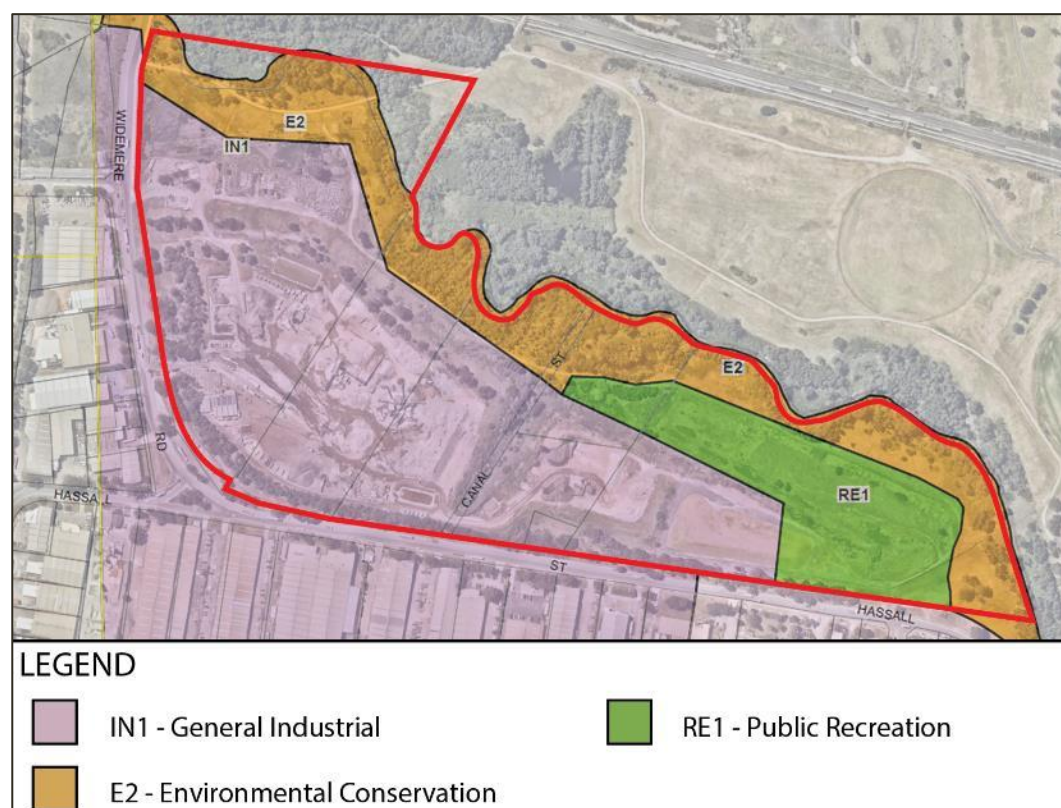 WIDEMERE
E2
IN1
RD
HASSALL
CANAL
ST
E2
RE1
ST
HASSALL
LEGEND
IN1 - General Industrial
RE1 - Public Recreation
E2 - Environmental Conservation